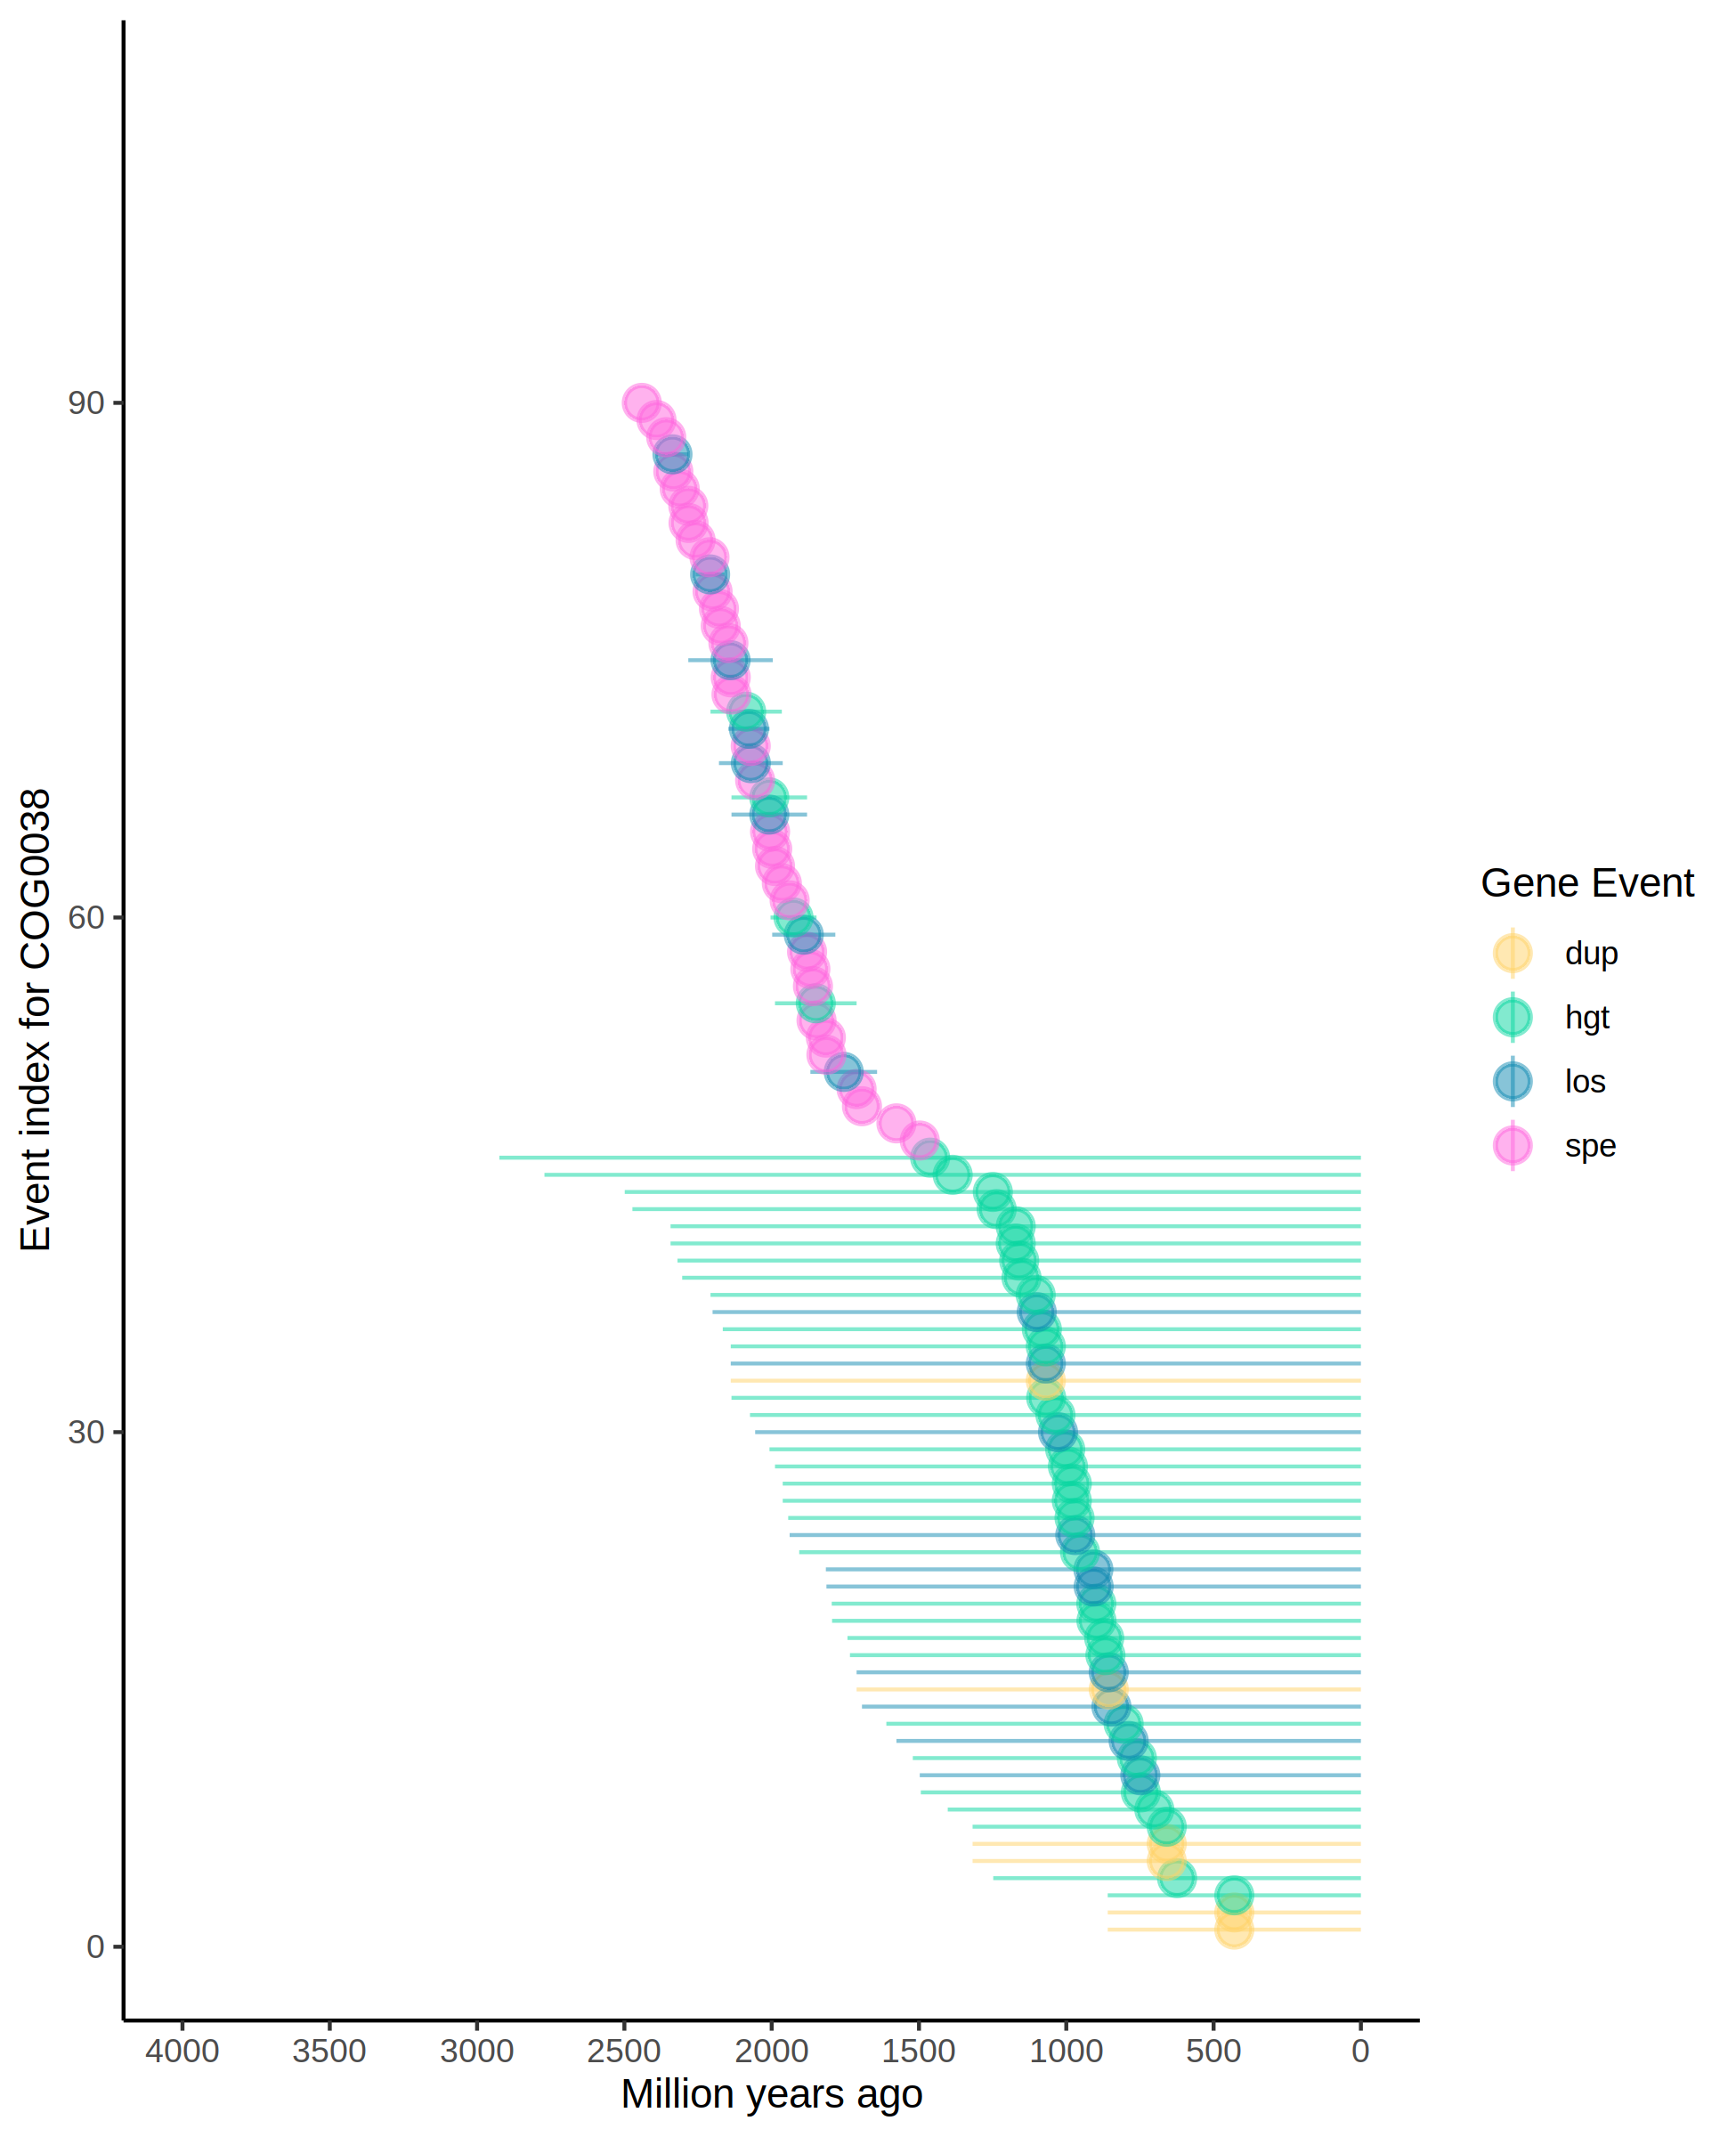 90
60
30
0
Event index for COG0038
4000 3500 3000 2500 2000 1500 1000 500 0
Million years ago
Gene Event
dup
hgt
los
spe